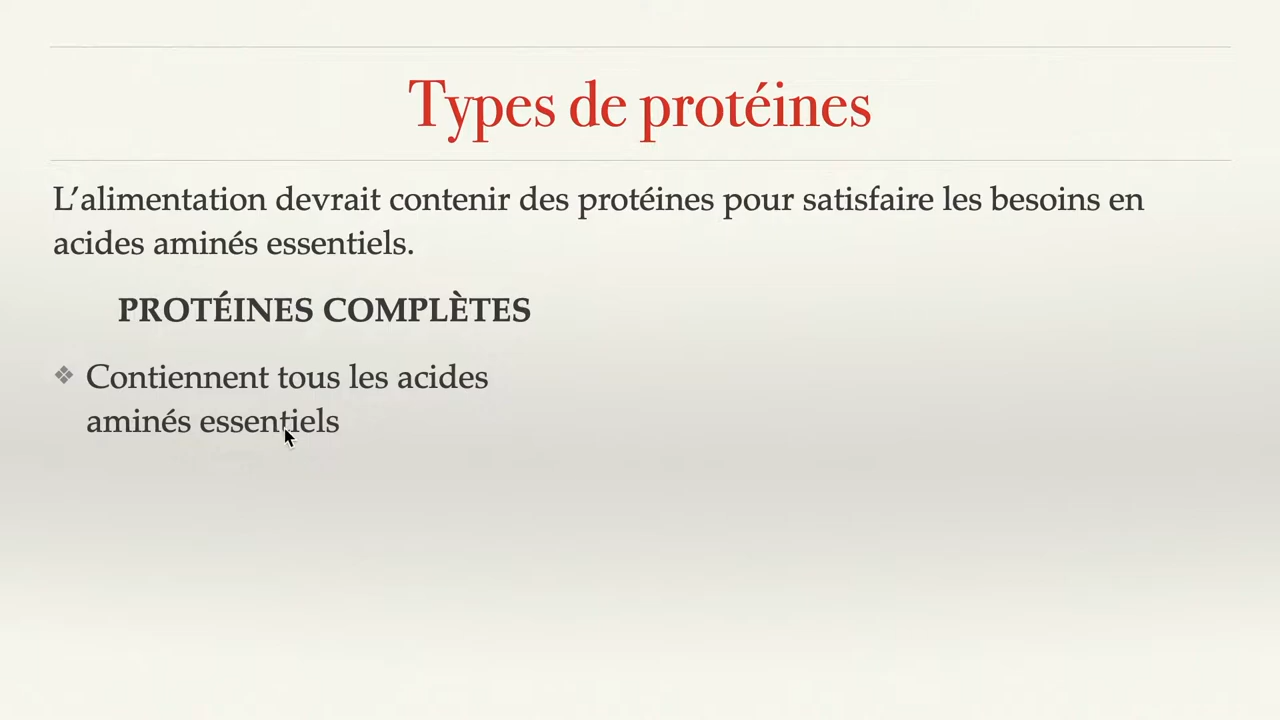 Types de protéines
L’alimentation devrait contenir des protéines pour satisfaire les besoins en
acides aminés essentiels.
PROTÉINES COMPLÈTES
❖ Contiennent tous les acides
aminés essentiels